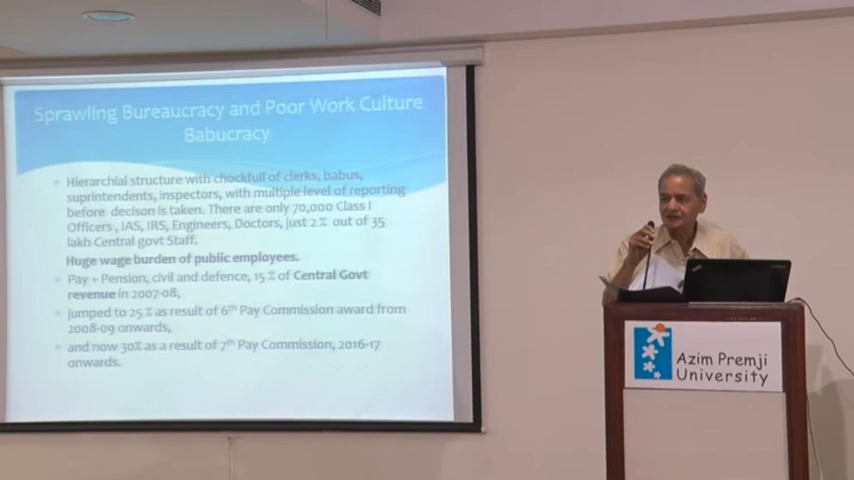 Sprawling Bureaucracy and Poor Work Culture
Babucracy
Hierarchial structure with chockfull of clerks, babus,
suprintendents, inspectors, with multiple level of reporting
before decison is taken. There are only 70,000 Class I
Officers , IAS, IRS, Engineers, Doctors, just 2 % out of 35
lakh Central govt Staff.
Huge wage burden of public employees.
Pay + Pension, civil and defence, 15 % of Central Govt
revenue in 2007-08,
jumped to 25 % as result of 6th Pay Commission award from
2008-09 onwards,
and now 30% as a result of 7th Pay Commission, 2016-17
onwards.
Azim Premji
University